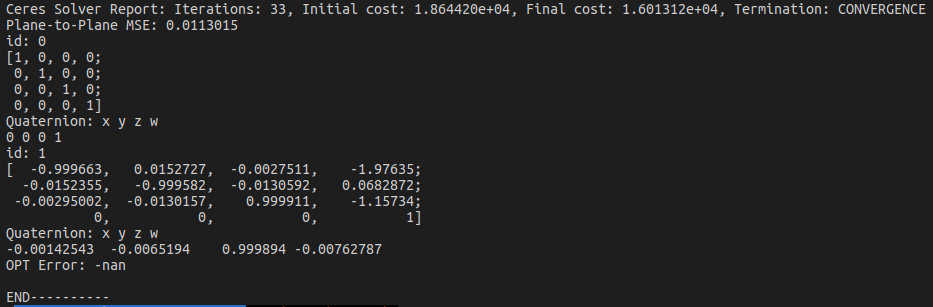 Ceres Solver Report: Iterations: 33, Initial cost: 1.864420e+04, Final cost: 1.601312e+04, Termination: CONVERGENCE
Plane-to-Plane MSE: 0.0113015
id: 0
[1, 0, 0, 0;
 0, 1, 0, 0;
 0, 0, 1, 0;
 0, 0, 0, 1]
Quaternion: x y z w
0 0 0 1
id: 1
[  -0.999663,   0.0152727,  -0.0027511,    -1.97635;
  -0.0152355,   -0.999582,  -0.0130592,   0.0682872;
 -0.00295002,  -0.0130157,    0.999911,    -1.15734;
           0,           0,           0,           1]
Quaternion: x y z w
-0.00142543  -0.0065194    0.999894 -0.00762787
OPT Error: -nan
END----------